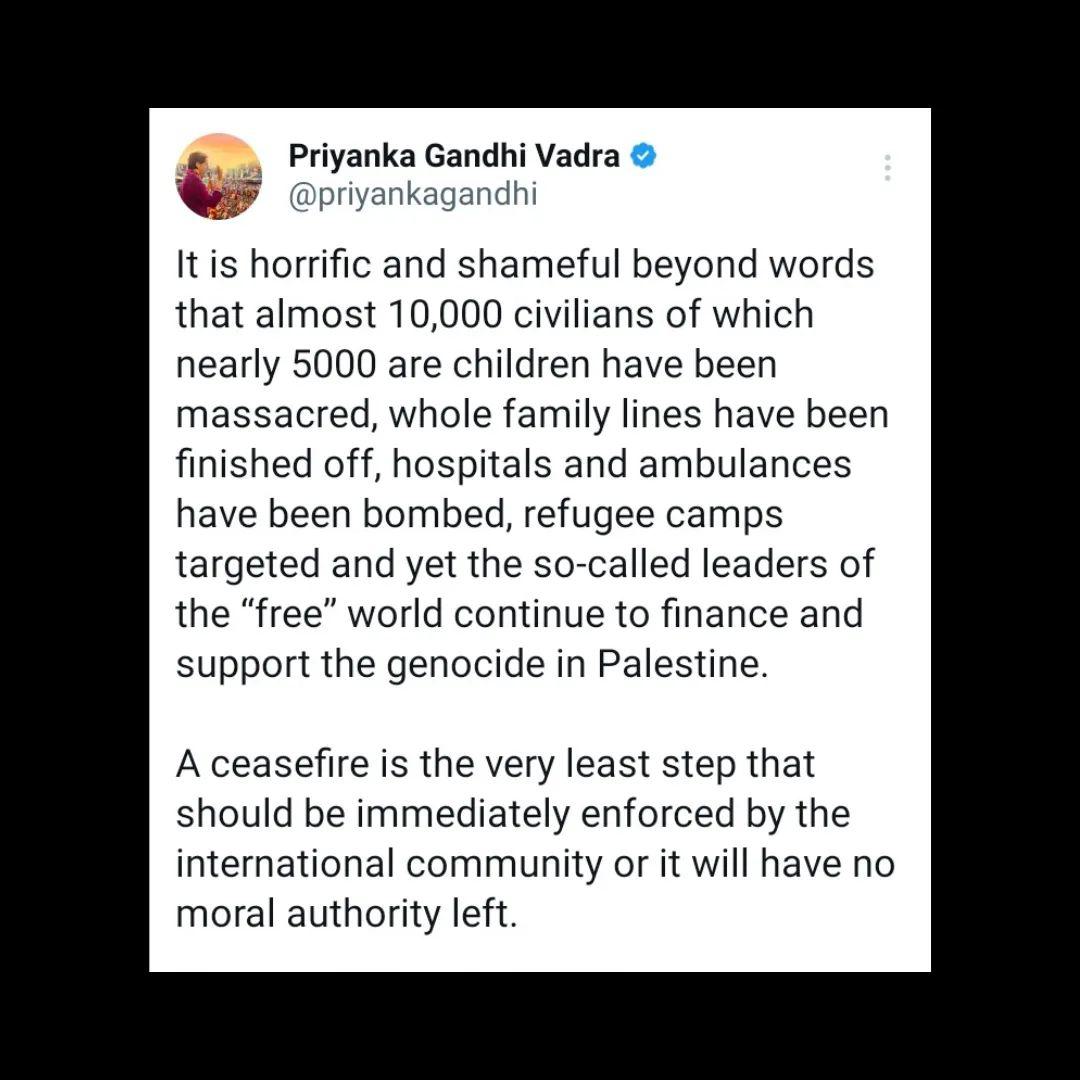 Priyanka Gandhi Vadra
@priyankagandhi
It is horrific and shameful beyond words
that almost 10,000 civilians of which
nearly 5000 are children have been
massacred, whole family lines have been
finished off, hospitals and ambulances
have been bombed, refugee camps
targeted and yet the so-called leaders of
the “free” world continue to finance and
support the genocide in Palestine.
A ceasefire is the very least step that
should be immediately enforced by the
international community or it will have no
moral authority left.